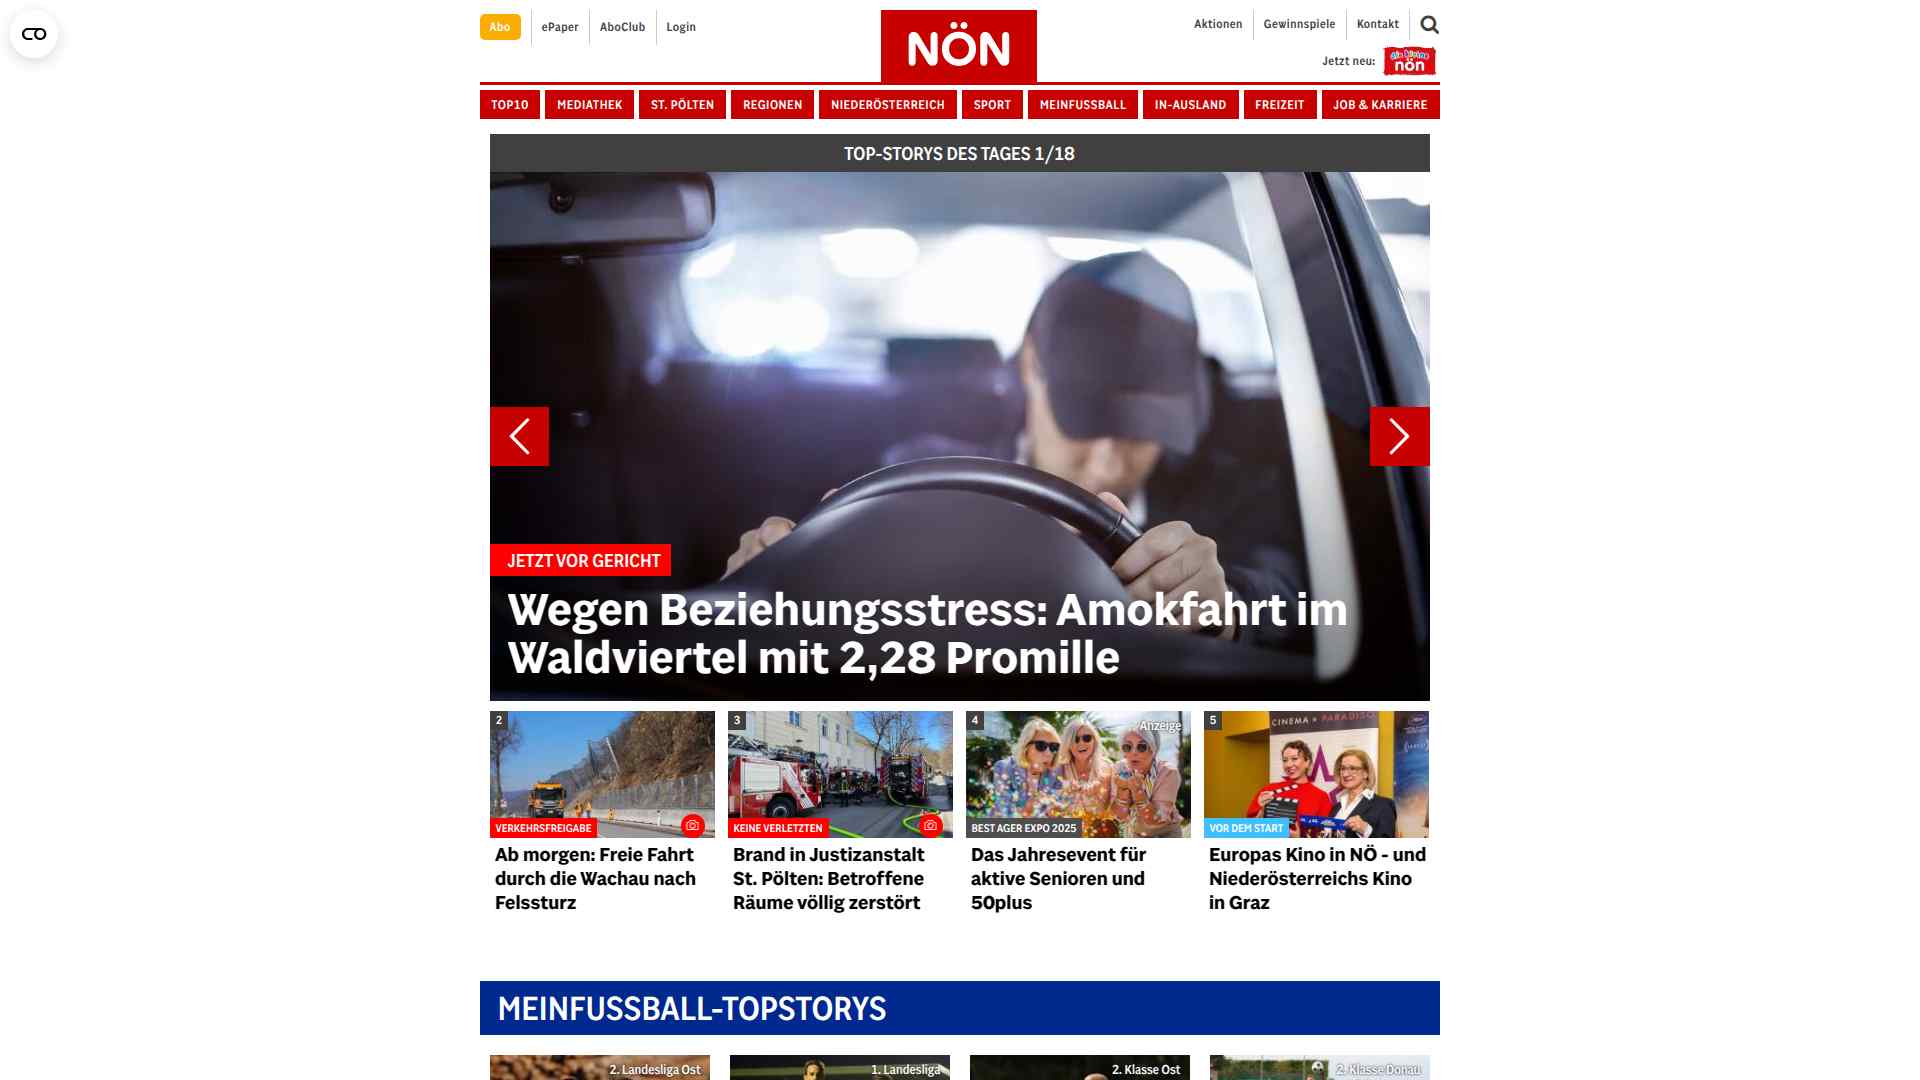 Abo
ePaper
AboClub
Login
NÖN
Aktionen
Gewinnspiele
Kontakt
Jetzt neu:
die kleine
nön
TOP10
MEDIATHEK
ST. PÖLTEN
REGIONEN
NIEDERÖSTERREICH
SPORT
MEINFUSSBALL
IN-AUSLAND
FREIZEIT
JOB & KARRIERE
TOP-STORYS DES TAGES 1/18
JETZT VOR GERICHT
Wegen Beziehungsstress: Amokfahrt im
Waldviertel mit 2,28 Promille
2
VERKEHRSFREIGABE
Ab morgen: Freie Fahrt
durch die Wachau nach
Felssturz
3
KEINE VERLETZTEN
Brand in Justizanstalt
St. Pölten: Betroffene
Räume völlig zerstört
4
Anzeige
BEST AGER EXPO 2025
Das Jahresevent für
aktive Senioren und
50plus
5
CINEMA PARADISO
VOR DEM START
Europas Kino in NÖ - und
Niederösterreichs Kino
in Graz
MEINFUSSBALL-TOPSTORYS
2. Landesliga Ost
1. Landesliga
2. Klasse Ost
2. Klasse Donau